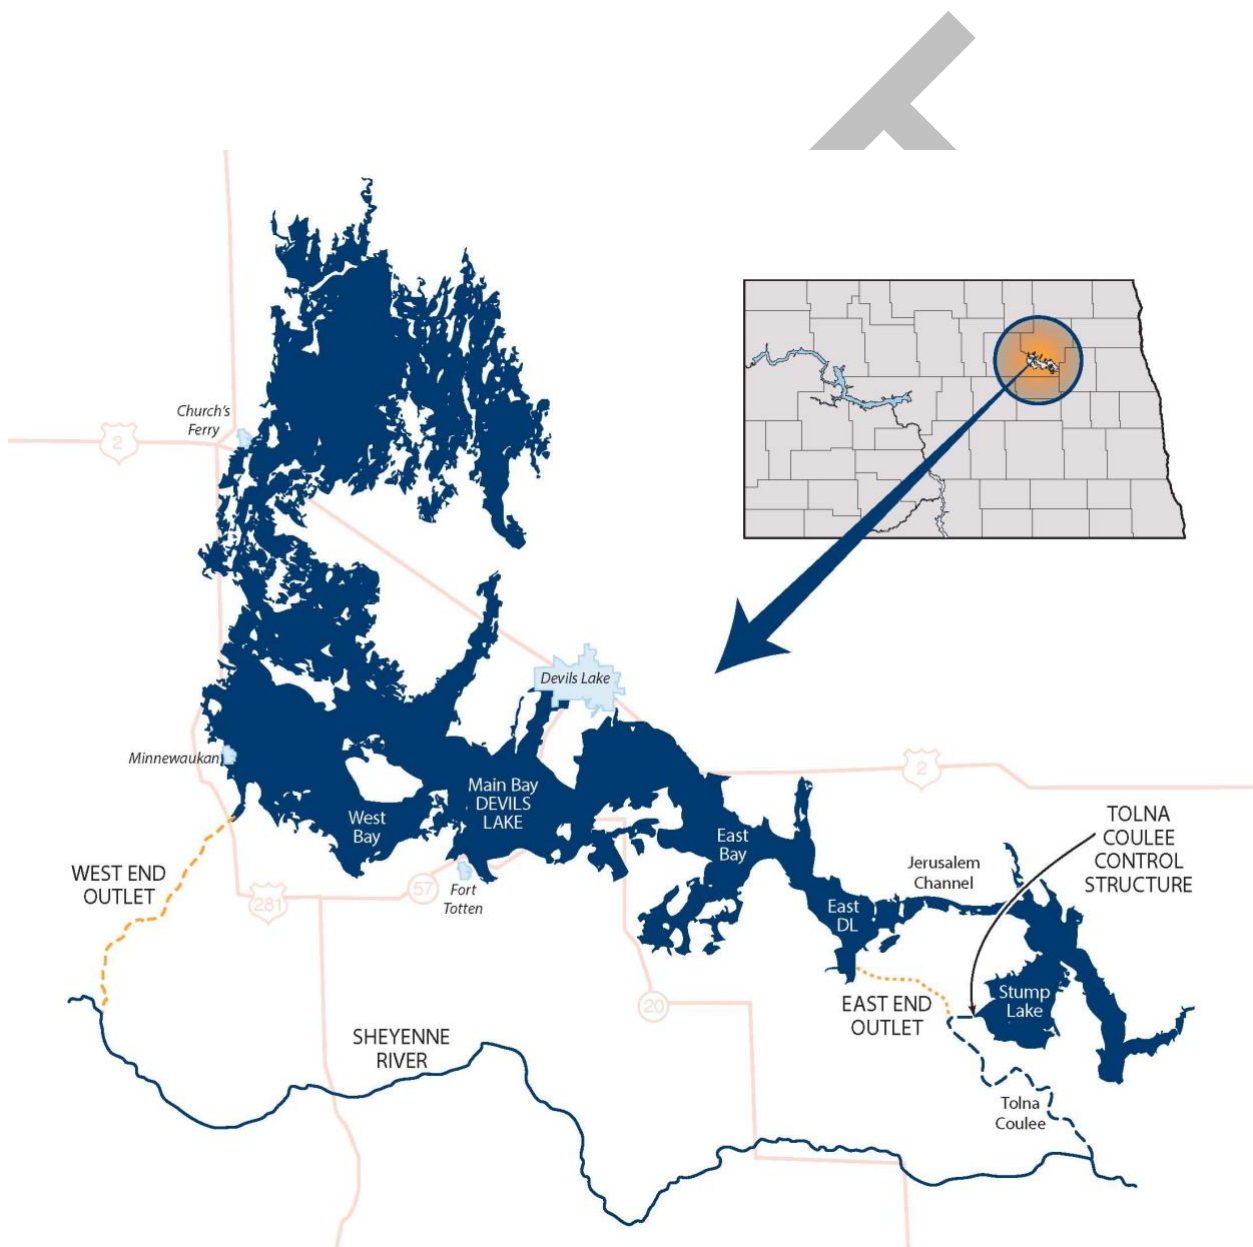 Church's
Ferry
2
Devils Lake
Minnewaukan
Main Bay
DEVILS
LAKE
West
Bay
2
East
Bay
TOLNA
COULEE
CONTROL
STRUCTURE
Jerusalem
Channel
WEST END
OUTLET
57
281
Fort
Totten
East
DL
Stump
Lake
EAST END
OUTLET
20
SHEYENNE
RIVER
Tolna
Coulee